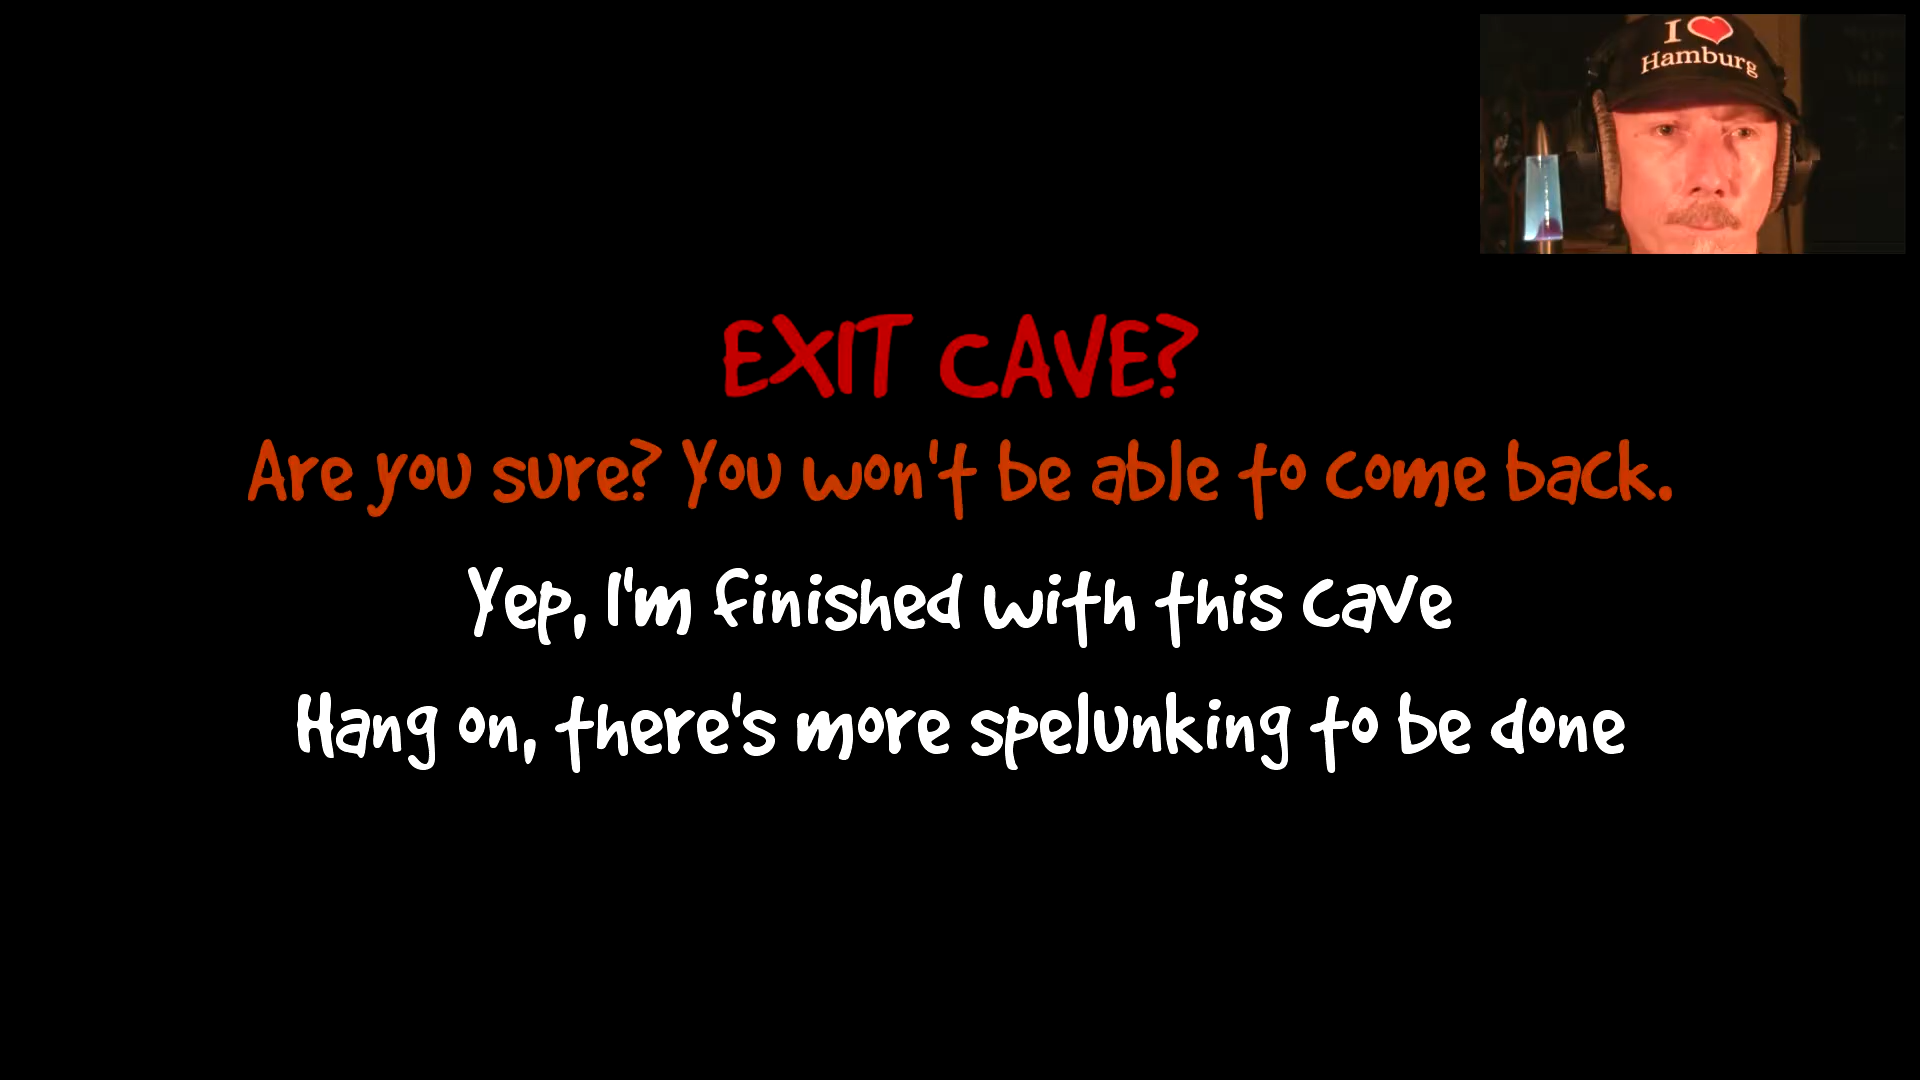 I ❤ Hamburg
EXIT CAVE?
Are you sure? You won't be able to come back.
Yep, I'm finished with this cave
Hang on, there's more spelunking to be done